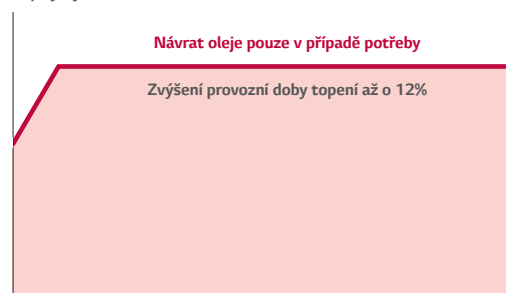 Návrat oleje pouze v případě potřeby
Zvýšení provozní doby topení až o 12%